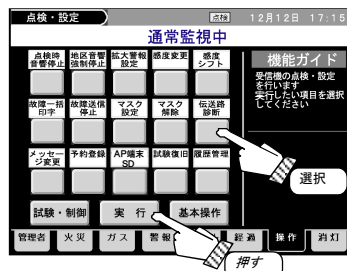 点検・設定 点検 12月12日 17:15
通常監視中
点検時 地区音響 拡大警報 感度変更 感度
音響停止 強制停止 設定 シフト
故障一括 故障送信 マスク マスク 伝送路
印字 停止 設定 解除 診断
メッセー 予約登録 AP端末 試験復旧 履歴管理
ジ変更 SD
機能ガイド
受信機の点検・設定
を行います
実行したい項目を選択
してください
選択
試験・制御 実行 基本操作
管理者 火災 ガス 警報 経過 操作 消灯
押す